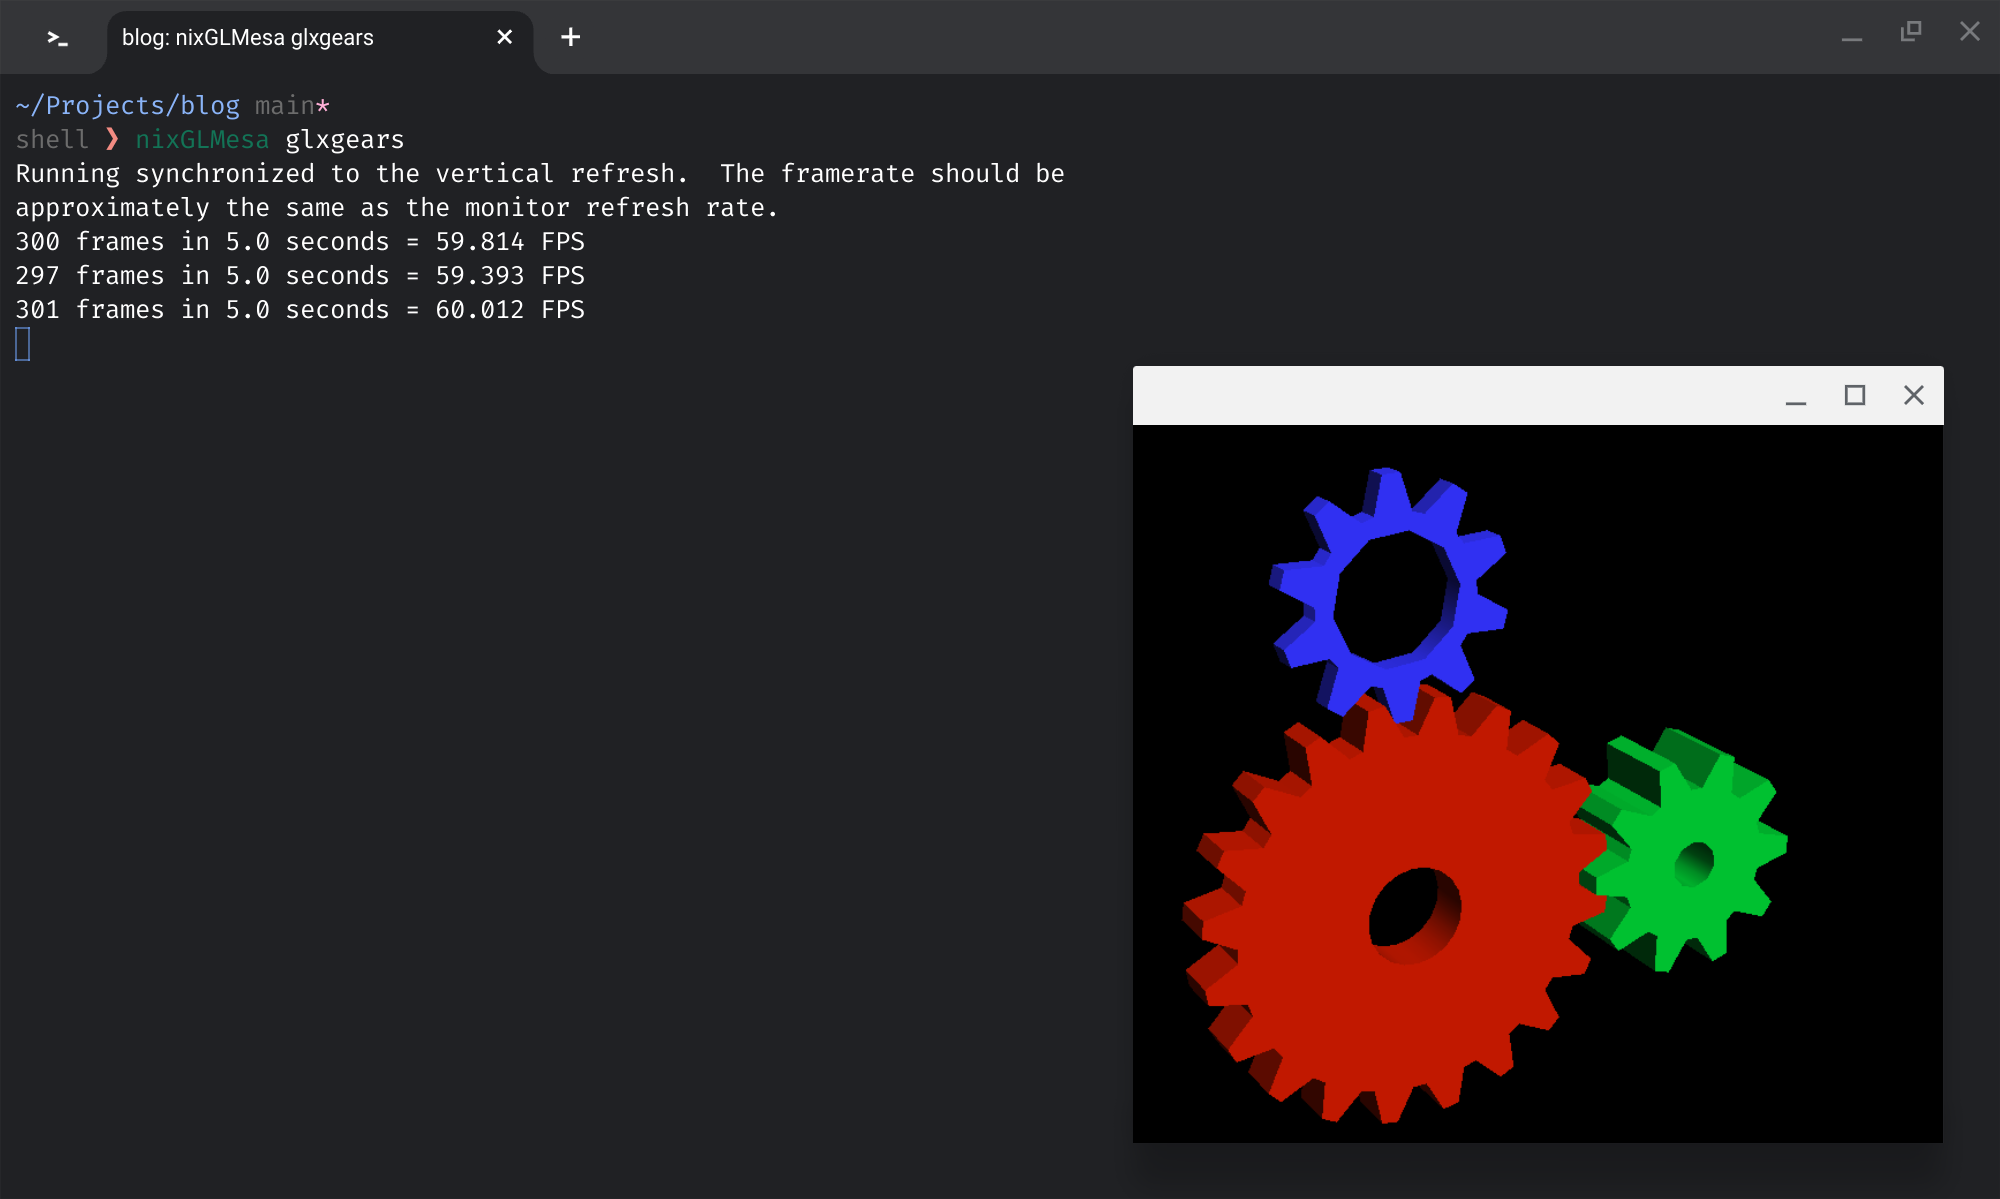 blog: nixGLMesa glxgears
~/Projects/blog main*
shell ❯ nixGLMesa glxgears
Running synchronized to the vertical refresh.  The framerate should be
approximately the same as the monitor refresh rate.
300 frames in 5.0 seconds = 59.814 FPS
297 frames in 5.0 seconds = 59.393 FPS
301 frames in 5.0 seconds = 60.012 FPS